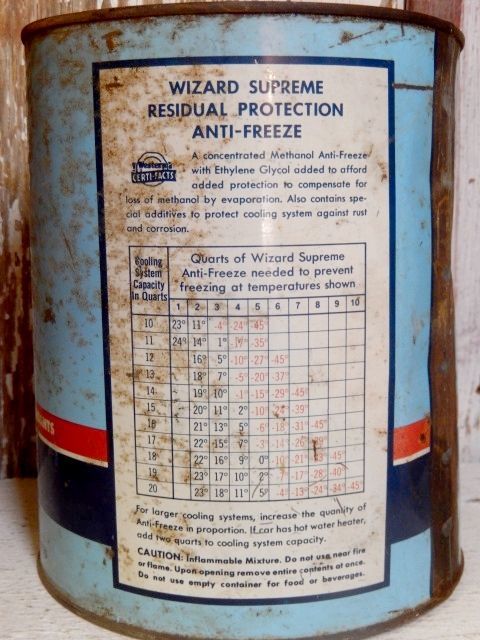 WIZARD SUPREME
RESIDUAL PROTECTION
ANTI-FREEZE
CERTI-FACTS
A concentrated Methanol Anti-Freeze
with Ethylene Glycol added to afford
added protection to compensate for
loss of methanol by evaporation. Also contains spe-
cial additives to protect cooling system against rust
and corrosion.
Cooling
System
Capacity
In Quarts
Quarts of Wizard Supreme
Anti-Freeze needed to prevent
freezing at temperatures shown
1 2 3 4 5 6 7 8 9 10
10 23° 11° -4° -24° -45°
11 24° 14° 1° -17° -35°
12 16° 5° -10° -27° -45°
13 18° 7° -5° -20° -37°
14 19° 10° -1° -15° -29° -45°
15 20° 11° 2° -10° -24° -39°
16 21° 13° 5° -6° -18° -31° -45°
17 22° 15° 7° -3° -14° -26°
18 22° 16° 9° 0° -10° -21° -33° -45°
19 23° 17° 10° 2° -7° -17° -28° -40°
20 23° 18° 11° 5° -4° -13° -24° -34° -45°
For larger cooling systems, increase the quantity of
Anti-Freeze in proportion. If car has hot water heater,
add two quarts to cooling system capacity.
CAUTION: Inflammable Mixture. Do not use near fire
or flame. Upon opening remove entire contents at once.
Do not use empty container for food or beverages.